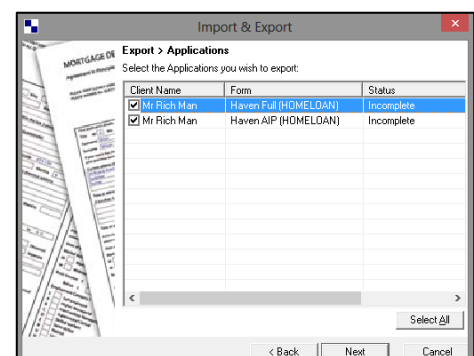 Import & Export
MORTGAGE DE
Export > Applications
Select the Applications you wish to export:
Client Name Form Status
Mr Rich Man Haven Full (HOMELOAN) Incomplete
Mr Rich Man Haven AIP (HOMELOAN) Incomplete
Select All
< Back Next Cancel